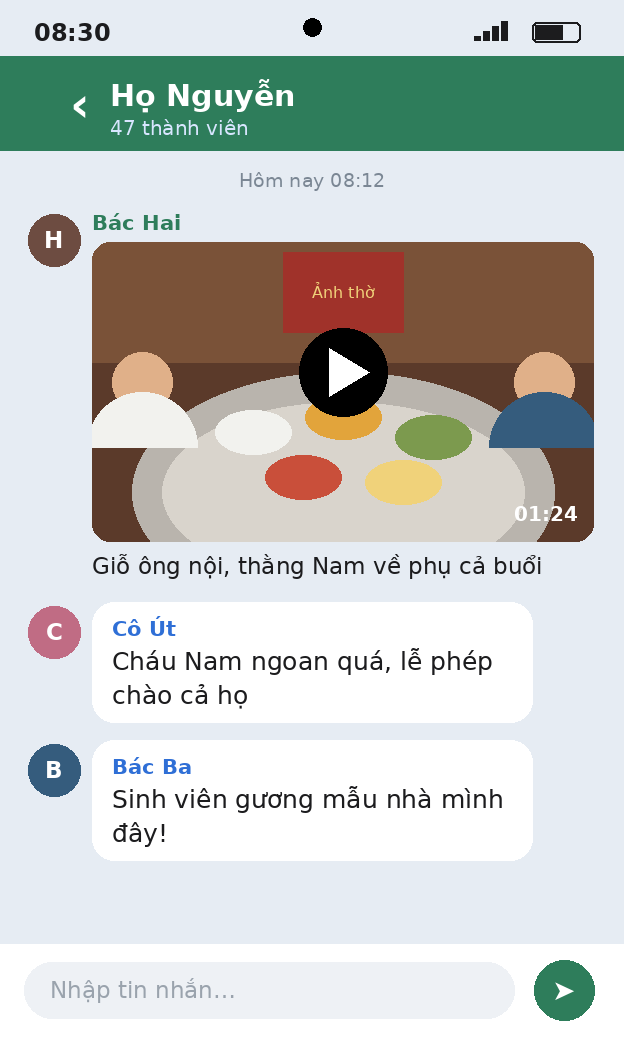 08:30
Họ Nguyễn
47 thành viên
Hôm nay 08:12
H
Bác Hai
Ảnh thờ
01:24
Giỗ ông nội, thằng Nam về phụ cả buổi
C
Cô Út
Cháu Nam ngoan quá, lễ phép
chào cả họ
B
Bác Ba
Sinh viên gương mẫu nhà mình
đây!
Nhập tin nhắn...